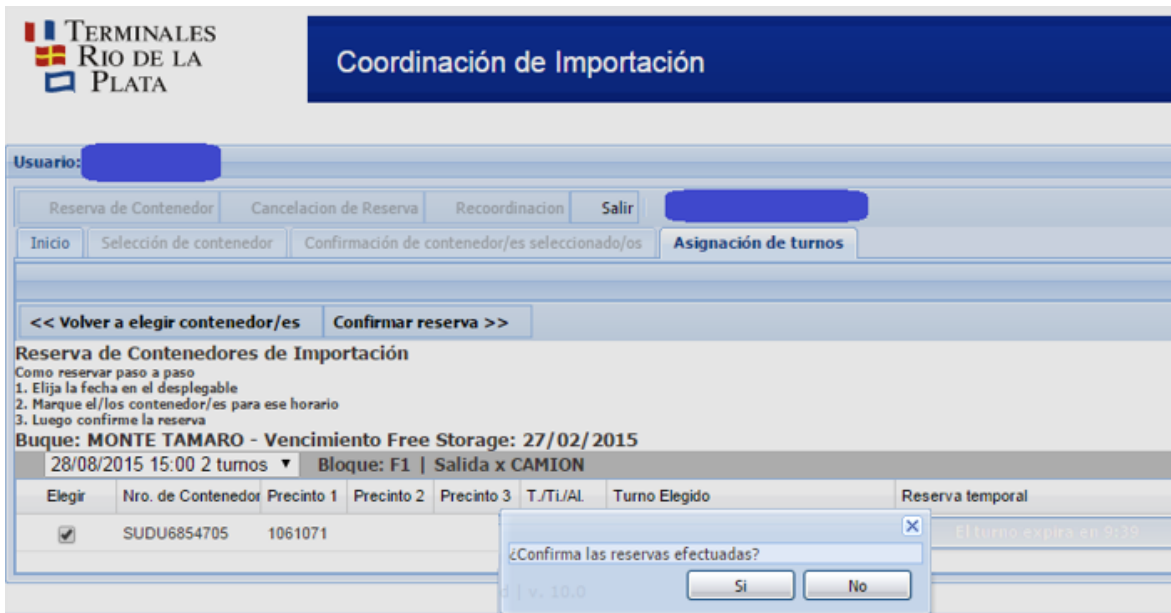 TERMINALES
RIO DE LA
PLATA
Coordinación de Importación
Usuario:
Reserva de Contenedor Cancelacion de Reserva Recoordinacion Salir
Inicio Selección de contenedor Confirmación de contenedor/es seleccionado/os Asignación de turnos
<< Volver a elegir contenedor/es Confirmar reserva >>
Reserva de Contenedores de Importación
Como reservar paso a paso
1. Elija la fecha en el desplegable
2. Marque el/los contenedor/es para ese horario
3. Luego confirme la reserva
Buque: MONTE TAMARO - Vencimiento Free Storage: 27/02/2015
28/08/2015 15:00 2 turnos ▼ Bloque: F1 | Salida x CAMION
Elegir Nro. de Contenedor Precinto 1 Precinto 2 Precinto 3 T./Ti./Al. Turno Elegido Reserva temporal
SUDU6854705 1061071 El turno expira en 9:39
¿Confirma las reservas efectuadas?
Si No
d | v. 10.0